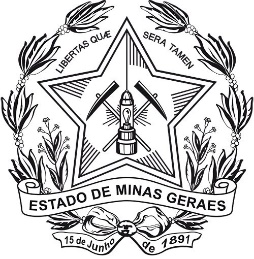 LIBERTAS QUÆ SERA TAMEN
ESTADO DE MINAS GERAES
15 de Junho de 1891